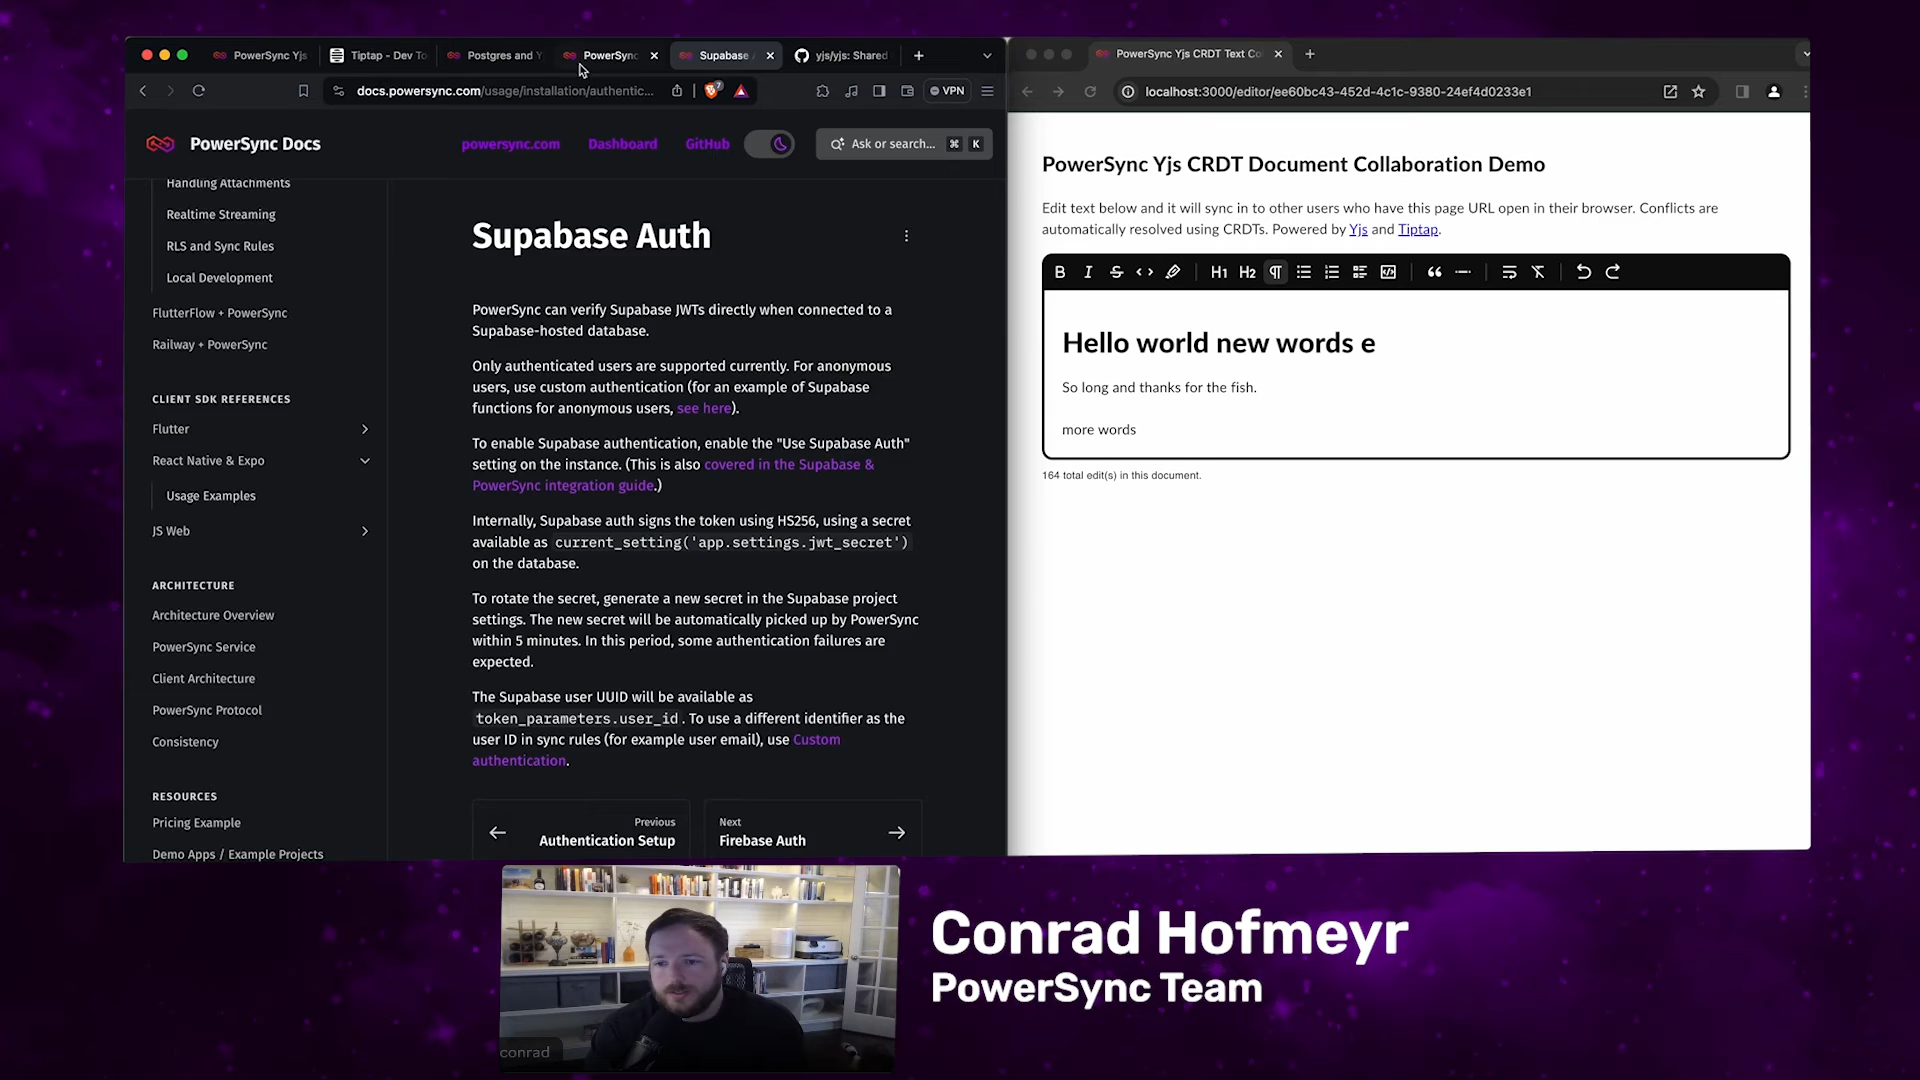 PowerSync Yjs
Tiptap - Dev To
Postgres and Y
PowerSync
Supabase
yjs/yjs: Shared
docs.powersync.com/usage/installation/authentic...
7
VPN
PowerSync Docs
powersync.com
Dashboard
GitHub
Ask or search...
⌘
K
Handling Attachments
Realtime Streaming
RLS and Sync Rules
Local Development
FlutterFlow + PowerSync
Railway + PowerSync
CLIENT SDK REFERENCES
Flutter
React Native & Expo
Usage Examples
JS Web
ARCHITECTURE
Architecture Overview
PowerSync Service
Client Architecture
PowerSync Protocol
Consistency
RESOURCES
Pricing Example
Demo Apps / Example Projects
Supabase Auth
PowerSync can verify Supabase JWTs directly when connected to a
Supabase-hosted database.
Only authenticated users are supported currently. For anonymous
users, use custom authentication (for an example of Supabase
functions for anonymous users, see here).
To enable Supabase authentication, enable the "Use Supabase Auth"
setting on the instance. (This is also covered in the Supabase &
PowerSync integration guide.)
Internally, Supabase auth signs the token using HS256, using a secret
available as current_setting('app.settings.jwt_secret')
on the database.
To rotate the secret, generate a new secret in the Supabase project
settings. The new secret will be automatically picked up by PowerSync
within 5 minutes. In this period, some authentication failures are
expected.
The Supabase user UUID will be available as
token_parameters.user_id. To use a different identifier as the
user ID in sync rules (for example user email), use Custom
authentication.
Previous
Authentication Setup
Next
Firebase Auth
PowerSync Yjs CRDT Text Co
localhost:3000/editor/ee60bc43-452d-4c1c-9380-24ef4d0233e1
PowerSync Yjs CRDT Document Collaboration Demo
Edit text below and it will sync in to other users who have this page URL open in their browser. Conflicts are
automatically resolved using CRDTs. Powered by Yjs and Tiptap.
B I S H1 H2
Hello world new words e
So long and thanks for the fish.
more words
164 total edit(s) in this document.
conrad
Conrad Hofmeyr
PowerSync Team